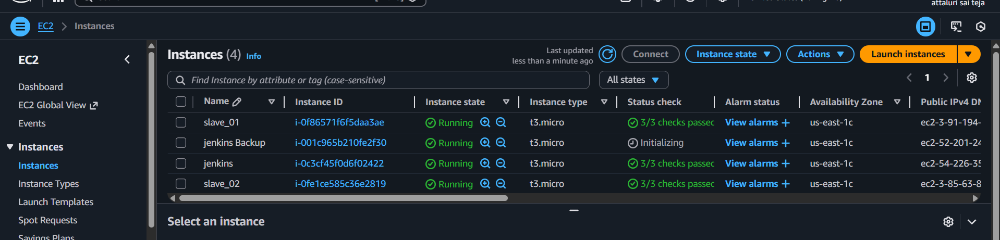 attaluri sai teja
EC2 > Instances
EC2
Dashboard
EC2 Global View
Events
Instances
Instances
Instance Types
Launch Templates
Spot Requests
Savings Plans
Instances (4) Info
Last updated
less than a minute ago
Connect
Instance state
Actions
Launch instances
Find Instance by attribute or tag (case-sensitive)
All states
1
Name Instance ID Instance state Instance type Status check Alarm status Availability Zone Public IPv4 DN
slave_01 i-0f86571f6f5daa3ae Running t3.micro 3/3 checks passed View alarms + us-east-1c ec2-3-91-194-
jenkins Backup i-001c965b210fe2f30 Running t3.micro Initializing View alarms + us-east-1c ec2-52-201-24
jenkins i-0c3cf45f0d6f02422 Running t3.micro 3/3 checks passed View alarms + us-east-1c ec2-54-226-35
slave_02 i-0fe1ce585c36e2819 Running t3.micro 3/3 checks passed View alarms + us-east-1c ec2-3-85-63-8
Select an instance